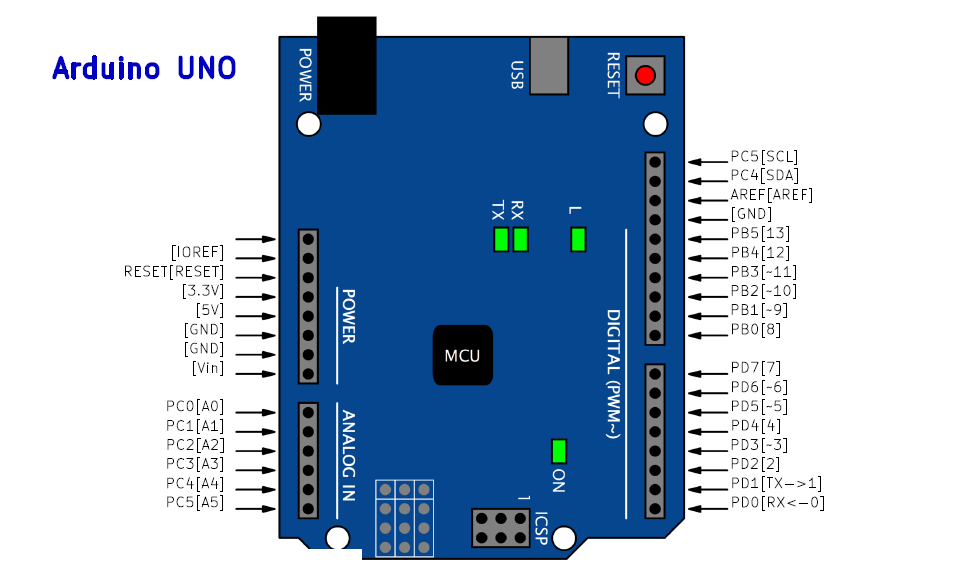 Arduino UNO
POWER
USB
RESET
TX
RX
L
[IOREF]
RESET[RESET]
[3.3V]
[5V]
[GND]
[GND]
[Vin]
PC0[A0]
PC1[A1]
PC2[A2]
PC3[A3]
PC4[A4]
PC5[A5]
POWER
ANALOG IN
MCU
DIGITAL (PWM~)
ON
1
ICSP
PC5[SCL]
PC4[SDA]
AREF[AREF]
[GND]
PB5[13]
PB4[12]
PB3[~11]
PB2[~10]
PB1[~9]
PB0[8]
PD7[7]
PD6[~6]
PD5[~5]
PD4[4]
PD3[~3]
PD2[2]
PD1[TX->1]
PD0[RX<-0]